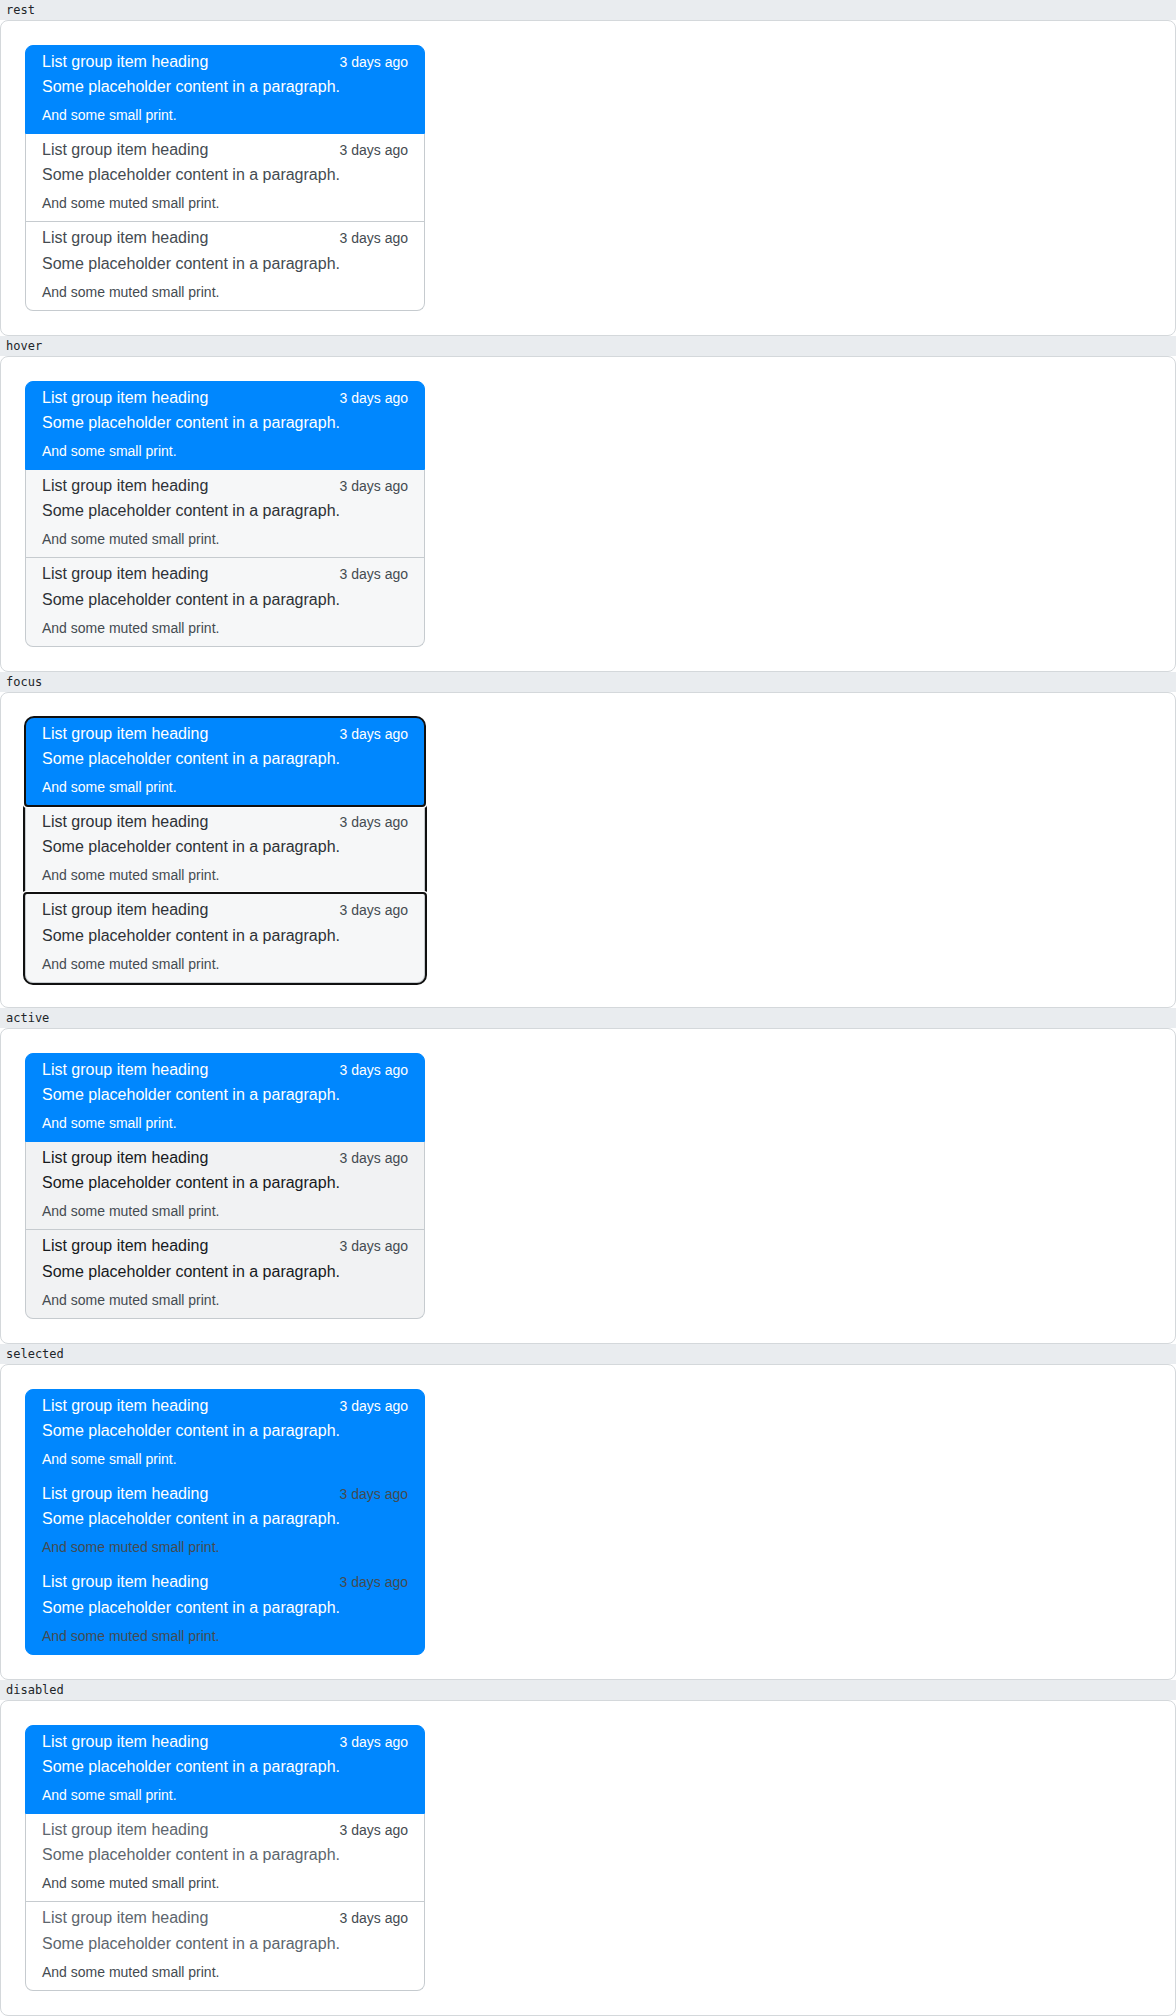 rest
List group item heading 3 days ago
Some placeholder content in a paragraph.
And some small print.
List group item heading 3 days ago
Some placeholder content in a paragraph.
And some muted small print.
List group item heading 3 days ago
Some placeholder content in a paragraph.
And some muted small print.
hover
List group item heading 3 days ago
Some placeholder content in a paragraph.
And some small print.
List group item heading 3 days ago
Some placeholder content in a paragraph.
And some muted small print.
List group item heading 3 days ago
Some placeholder content in a paragraph.
And some muted small print.
focus
List group item heading 3 days ago
Some placeholder content in a paragraph.
And some small print.
List group item heading 3 days ago
Some placeholder content in a paragraph.
And some muted small print.
List group item heading 3 days ago
Some placeholder content in a paragraph.
And some muted small print.
active
List group item heading 3 days ago
Some placeholder content in a paragraph.
And some small print.
List group item heading 3 days ago
Some placeholder content in a paragraph.
And some muted small print.
List group item heading 3 days ago
Some placeholder content in a paragraph.
And some muted small print.
selected
List group item heading 3 days ago
Some placeholder content in a paragraph.
And some small print.
List group item heading 3 days ago
Some placeholder content in a paragraph.
And some muted small print.
List group item heading 3 days ago
Some placeholder content in a paragraph.
And some muted small print.
disabled
List group item heading 3 days ago
Some placeholder content in a paragraph.
And some small print.
List group item heading 3 days ago
Some placeholder content in a paragraph.
And some muted small print.
List group item heading 3 days ago
Some placeholder content in a paragraph.
And some muted small print.